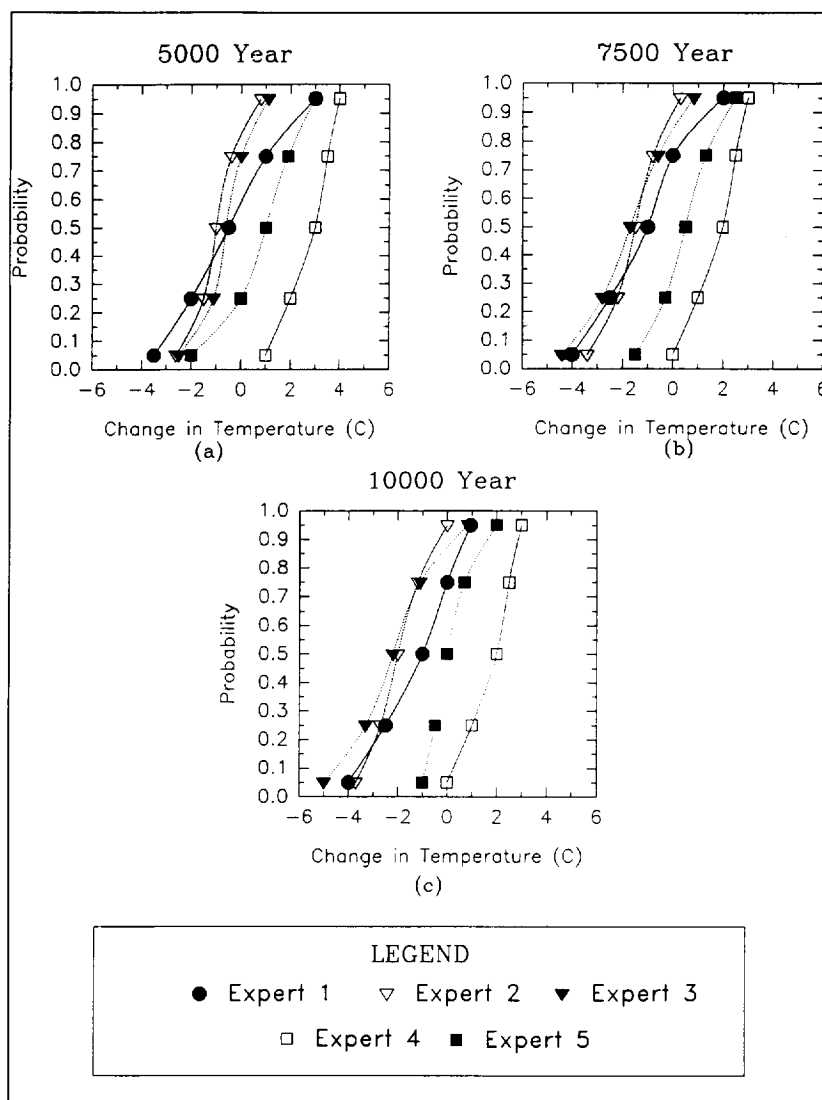 5000 Year
1.0
0.9
0.8
0.7
0.6
0.5
0.4
0.3
0.2
0.1
0.0
Probability
−6 −4 −2 0 2 4 6
Change in Temperature (C)
(a)
7500 Year
1.0
0.9
0.8
0.7
0.6
0.5
0.4
0.3
0.2
0.1
0.0
Probability
−6 −4 −2 0 2 4 6
Change in Temperature (C)
(b)
10000 Year
1.0
0.9
0.8
0.7
0.6
0.5
0.4
0.3
0.2
0.1
0.0
Probability
−6 −4 −2 0 2 4 6
Change in Temperature (C)
(c)
LEGEND
Expert 1 Expert 2 Expert 3
Expert 4 Expert 5